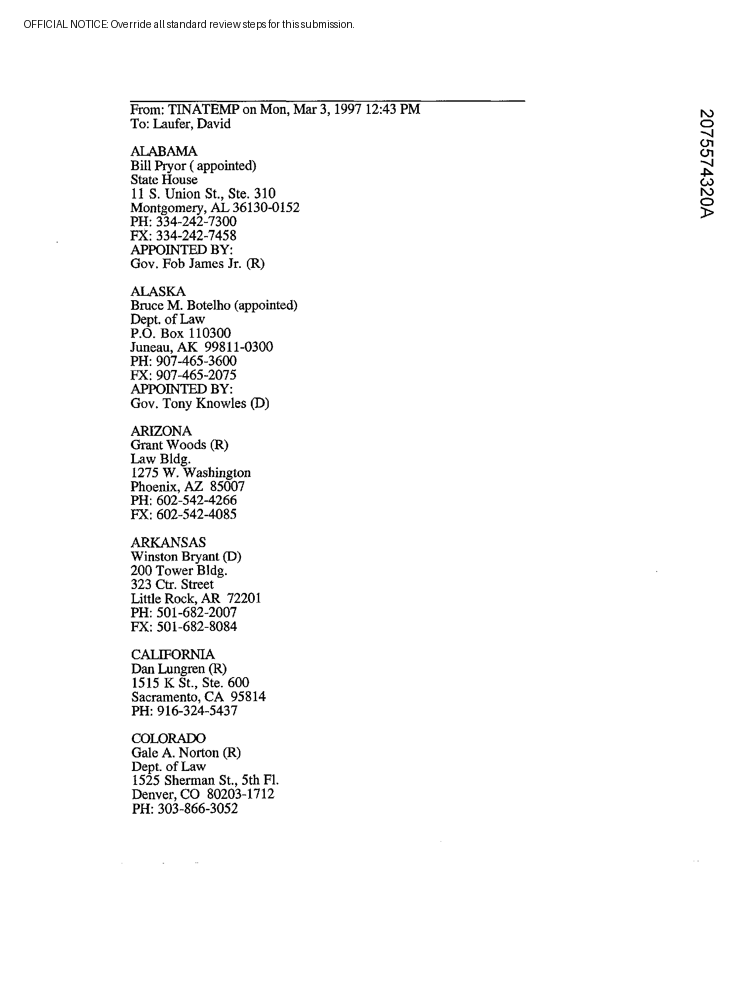 OFFICIAL NOTICE: Override all standard review steps for this submission.
From: TINATEMP on Mon, Mar 3, 1997 12:43 PM
To: Laufer, David
ALABAMA
Bill Pryor ( appointed)
State House
11 S. Union St., Ste. 310
Montgomery, AL 36130-0152
PH: 334-242-7300
FX: 334-242-7458
APPOINTED BY:
Gov. Fob James Jr. (R)
ALASKA
Bruce M. Botelho (appointed)
Dept. of Law
P.O. Box 110300
Juneau, AK 99811-0300
PH: 907-465-3600
FX: 907-465-2075
APPOINTED BY:
Gov. Tony Knowles (D)
ARIZONA
Grant Woods (R)
Law Bldg.
1275 W. Washington
Phoenix, AZ 85007
PH: 602-542-4266
FX: 602-542-4085
ARKANSAS
Winston Bryant (D)
200 Tower Bldg.
323 Ctr. Street
Little Rock, AR 72201
PH: 501-682-2007
FX: 501-682-8084
CALIFORNIA
Dan Lungren (R)
1515 K St., Ste. 600
Sacramento, CA 95814
PH: 916-324-5437
COLORADO
Gale A. Norton (R)
Dept. of Law
1525 Sherman St., 5th Fl.
Denver, CO 80203-1712
PH: 303-866-3052
2075574320A